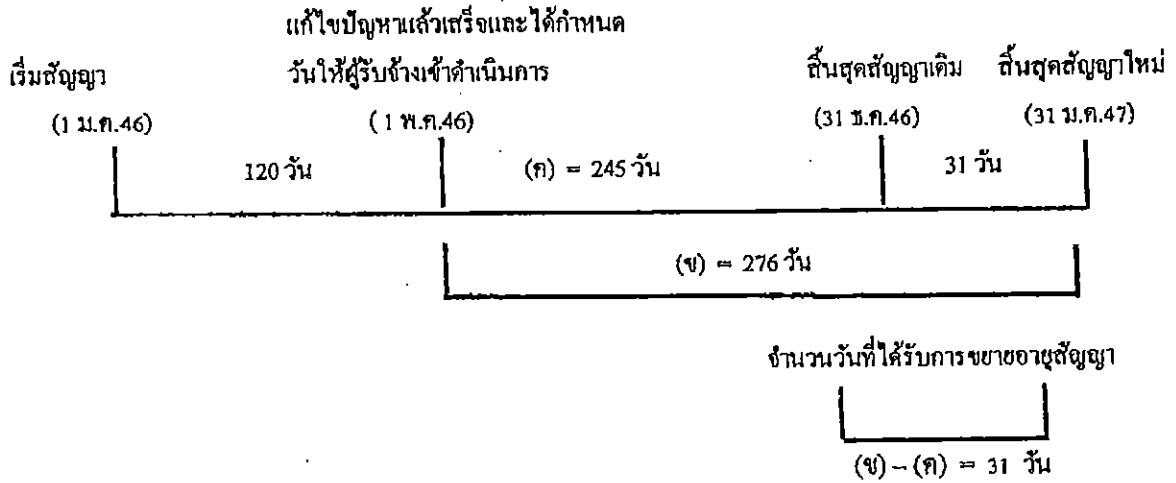 แก้ไขปัญหาแล้วเสร็จและได้กำหนด
เริ่มสัญญา วันให้ผู้รับจ้างเข้าดำเนินการ สิ้นสุดสัญญาเดิม สิ้นสุดสัญญาใหม่
(1 ม.ค.46) (1 พ.ค.46) (31 ธ.ค.46) (31 ม.ค.47)
120 วัน (ค) = 245 วัน 31 วัน
(ข) = 276 วัน
จำนวนวันที่ได้รับการขยายอายุสัญญา
(ข) – (ค) = 31 วัน